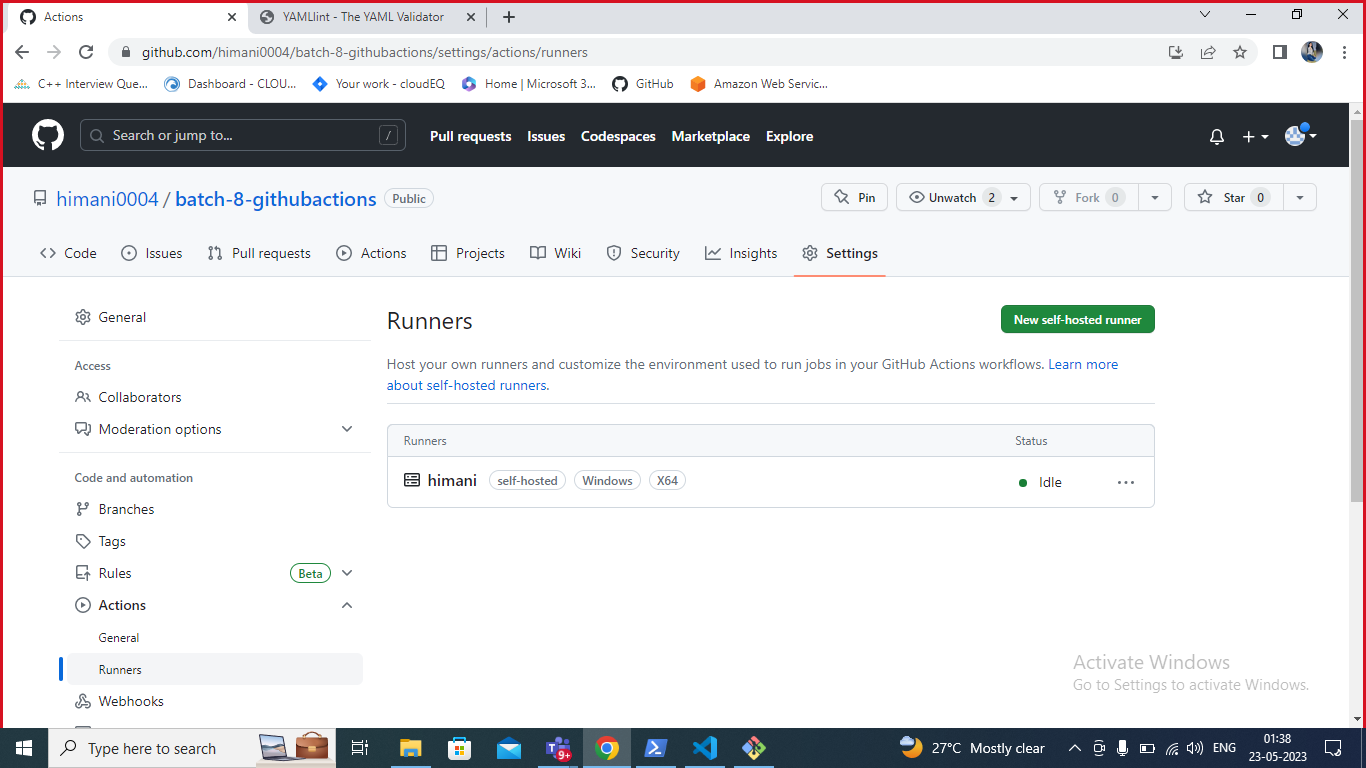 Actions
YAMLlint - The YAML Validator
github.com/himani0004/batch-8-githubactions/settings/actions/runners
C++ Interview Que...
Dashboard - CLOU...
Your work - cloudEQ
Home | Microsoft 3...
GitHub
Amazon Web Servic...
Search or jump to...
/
Pull requests
Issues
Codespaces
Marketplace
Explore
himani0004 / batch-8-githubactions
Public
Pin
Unwatch 2
Fork 0
Star 0
Code
Issues
Pull requests
Actions
Projects
Wiki
Security
Insights
Settings
General
Access
Collaborators
Moderation options
Code and automation
Branches
Tags
Rules
Beta
Actions
General
Runners
Webhooks
Runners
New self-hosted runner
Host your own runners and customize the environment used to run jobs in your GitHub Actions workflows. Learn more
about self-hosted runners.
Runners
Status
himani
self-hosted
Windows
X64
Idle
Activate Windows
Go to Settings to activate Windows.
Type here to search
9+
27°C Mostly clear
ENG
01:38
23-05-2023